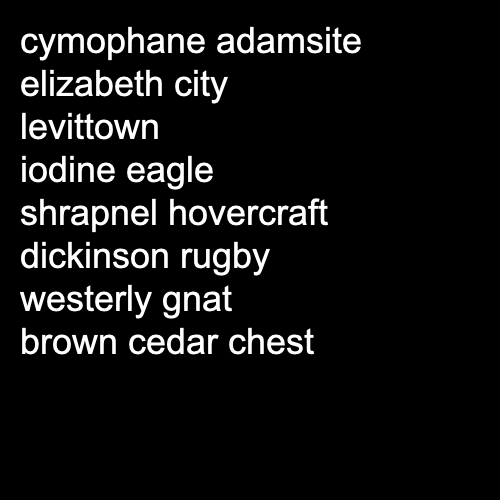 cymophane adamsite
elizabeth city
levittown
iodine eagle
shrapnel hovercraft
dickinson rugby
westerly gnat
brown cedar chest